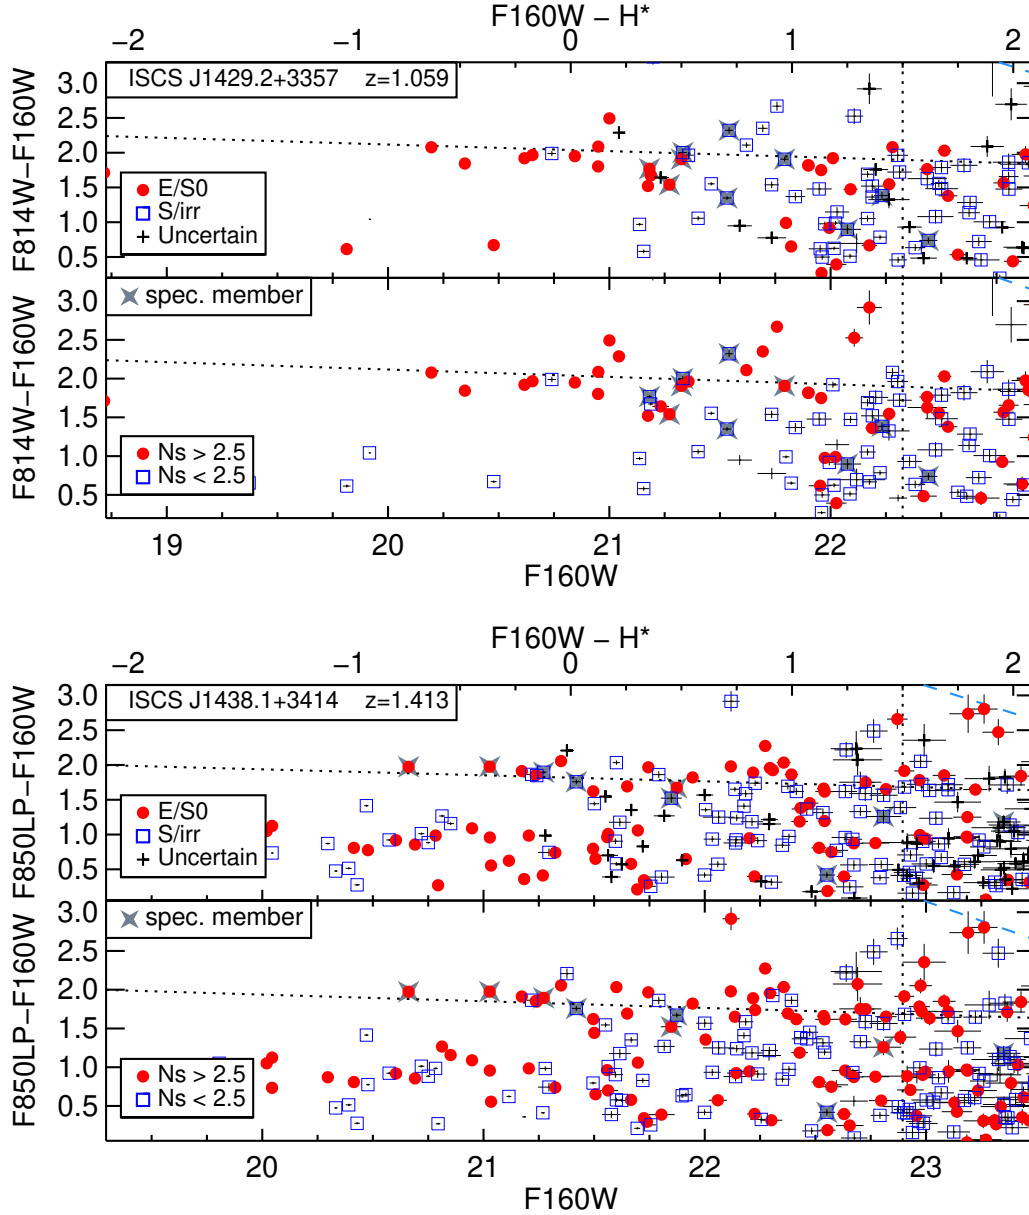 F160W − H*
−2 −1 0 1 2
F814W−F160W
3.0
2.5
2.0
1.5
1.0
0.5
ISCS J1429.2+3357 z=1.059
E/S0
S/irr
Uncertain
F814W−F160W
3.0
2.5
2.0
1.5
1.0
0.5
spec. member
Ns > 2.5
Ns < 2.5
19 20 21 22
F160W
F160W − H*
−2 −1 0 1 2
F850LP−F160W
3.0
2.5
2.0
1.5
1.0
0.5
ISCS J1438.1+3414 z=1.413
E/S0
S/irr
Uncertain
F850LP−F160W
3.0
2.5
2.0
1.5
1.0
0.5
spec. member
Ns > 2.5
Ns < 2.5
20 21 22 23
F160W